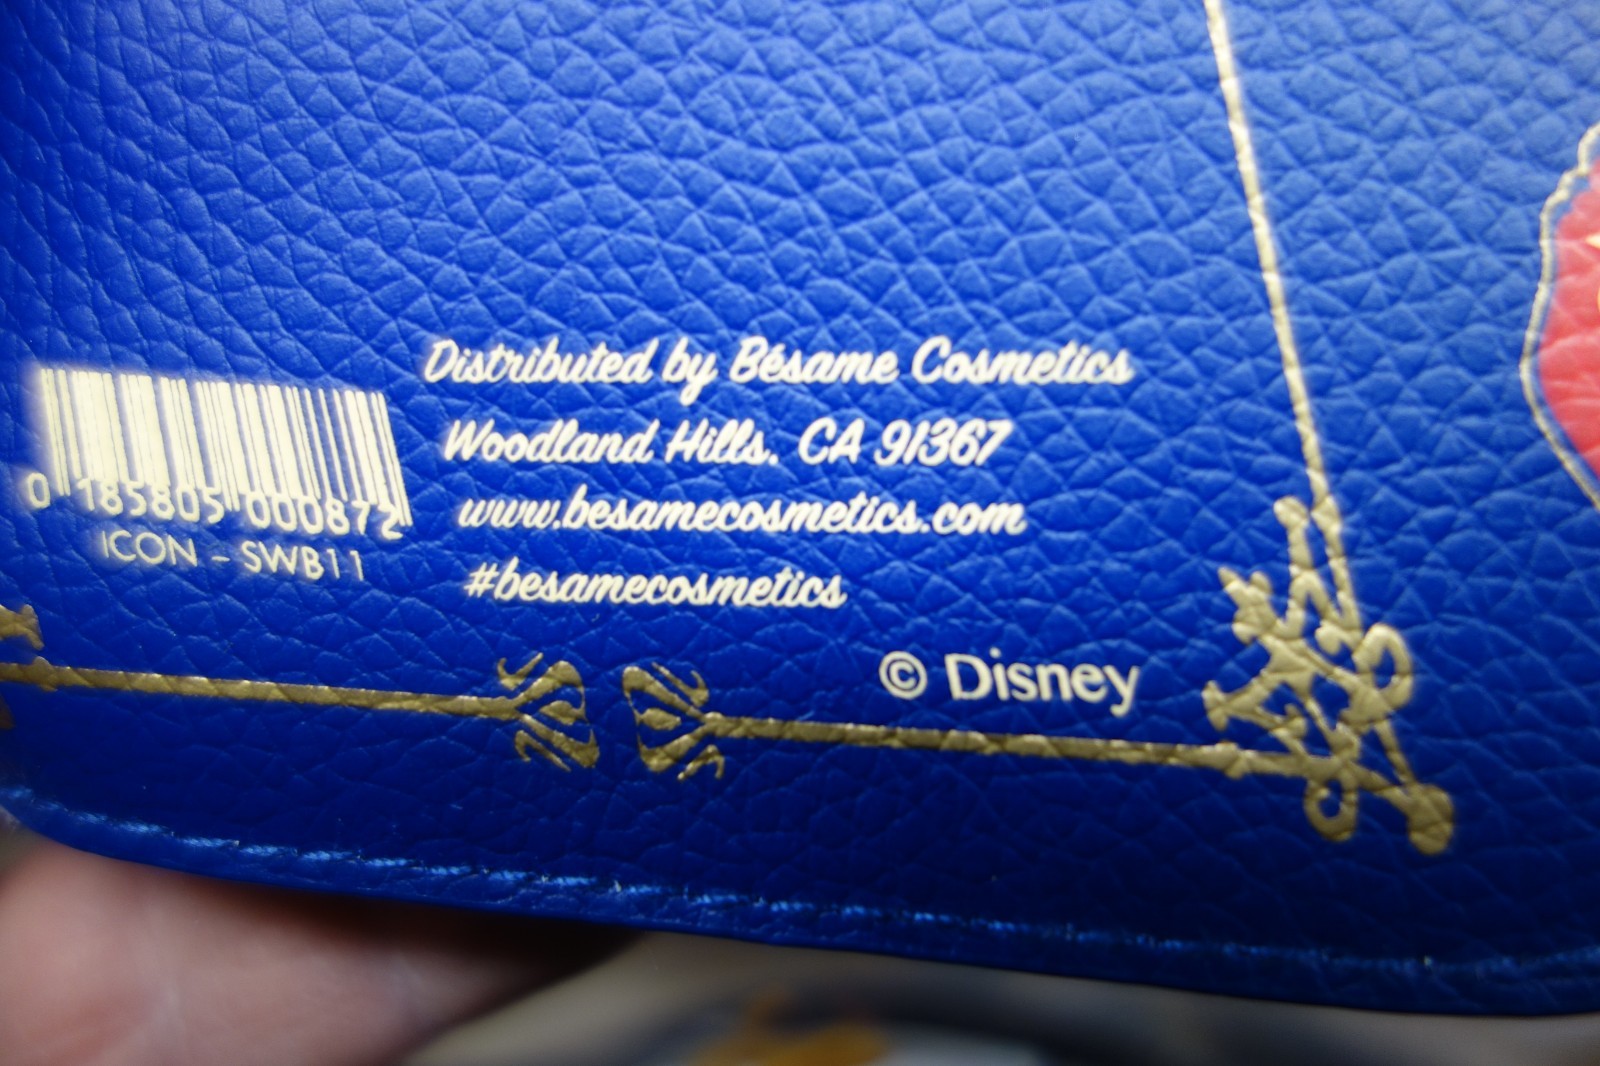 Distributed by Bésame Cosmetics
Woodland Hills, CA 91367
www.besamecosmetics.com
#besamecosmetics
0 185805 000872
ICON - SWB11
© Disney